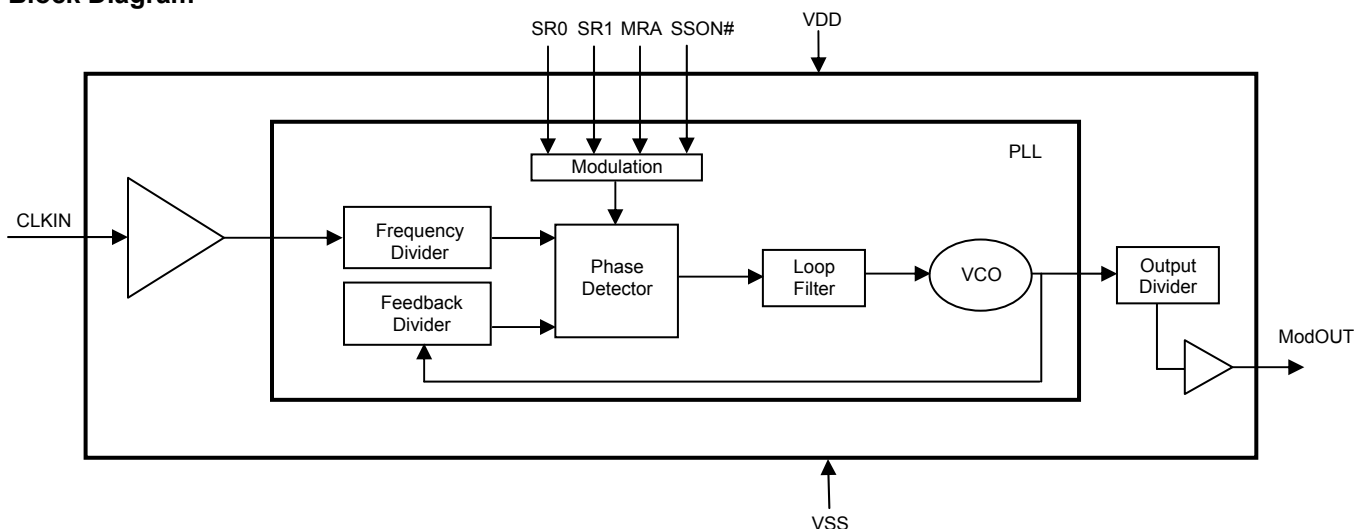 Block Diagram
VDD
SR0 SR1 MRA SSON#
PLL
Modulation
CLKIN
Frequency
Divider
Phase
Detector
Loop
Filter
VCO
Output
Divider
Feedback
Divider
ModOUT
VSS